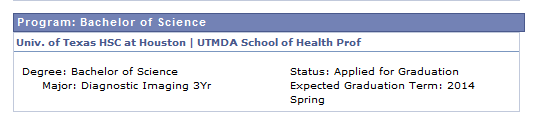 Program: Bachelor of Science
Univ. of Texas HSC at Houston | UTMDA School of Health Prof
Degree: Bachelor of Science
Major: Diagnostic Imaging 3Yr
Status: Applied for Graduation
Expected Graduation Term: 2014
Spring